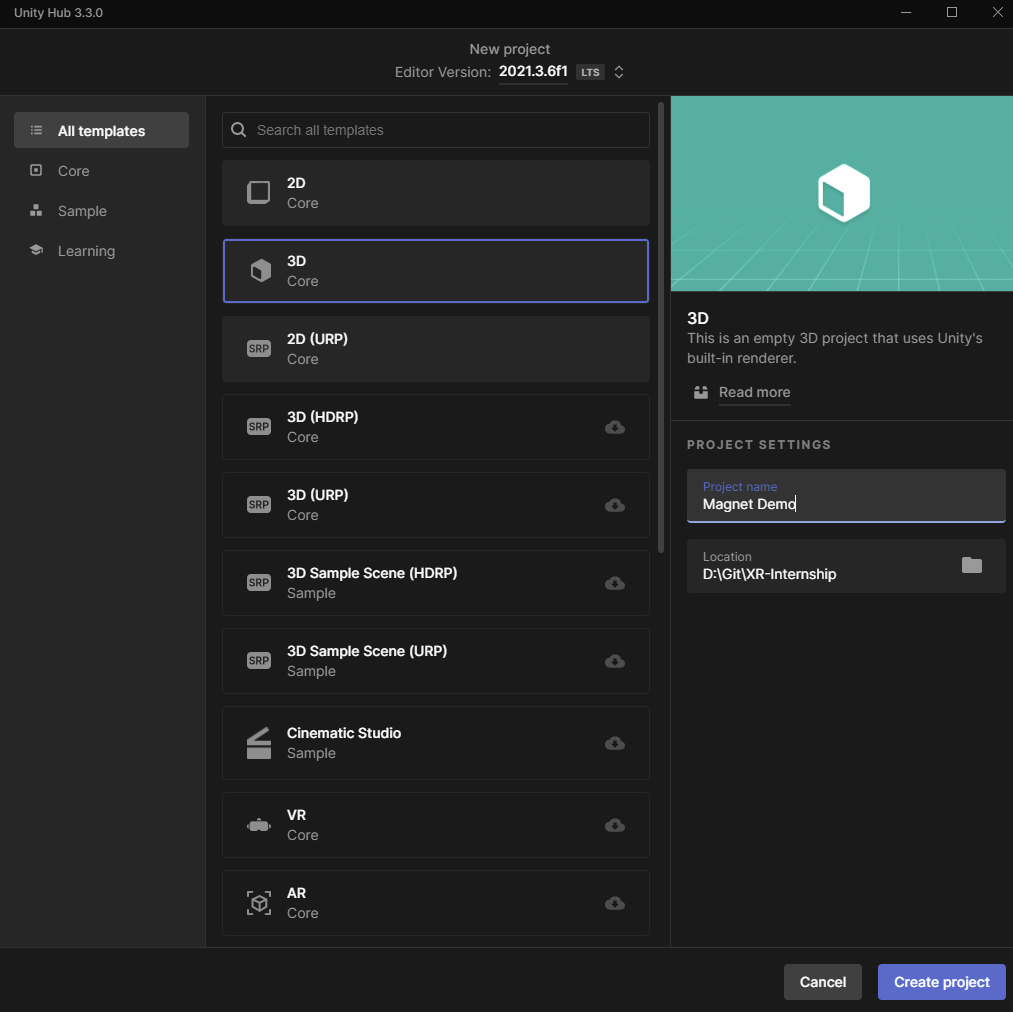 Unity Hub 3.3.0
New project
Editor Version: 2021.3.6f1 LTS
All templates
Core
Sample
Learning
Search all templates
2D
Core
3D
Core
SRP
2D (URP)
Core
SRP
3D (HDRP)
Core
SRP
3D (URP)
Core
SRP
3D Sample Scene (HDRP)
Sample
SRP
3D Sample Scene (URP)
Sample
Cinematic Studio
Sample
VR
Core
AR
Core
3D
This is an empty 3D project that uses Unity's
built-in renderer.
Read more
PROJECT SETTINGS
Project name
Magnet Demo
Location
D:\Git\XR-Internship
Cancel
Create project